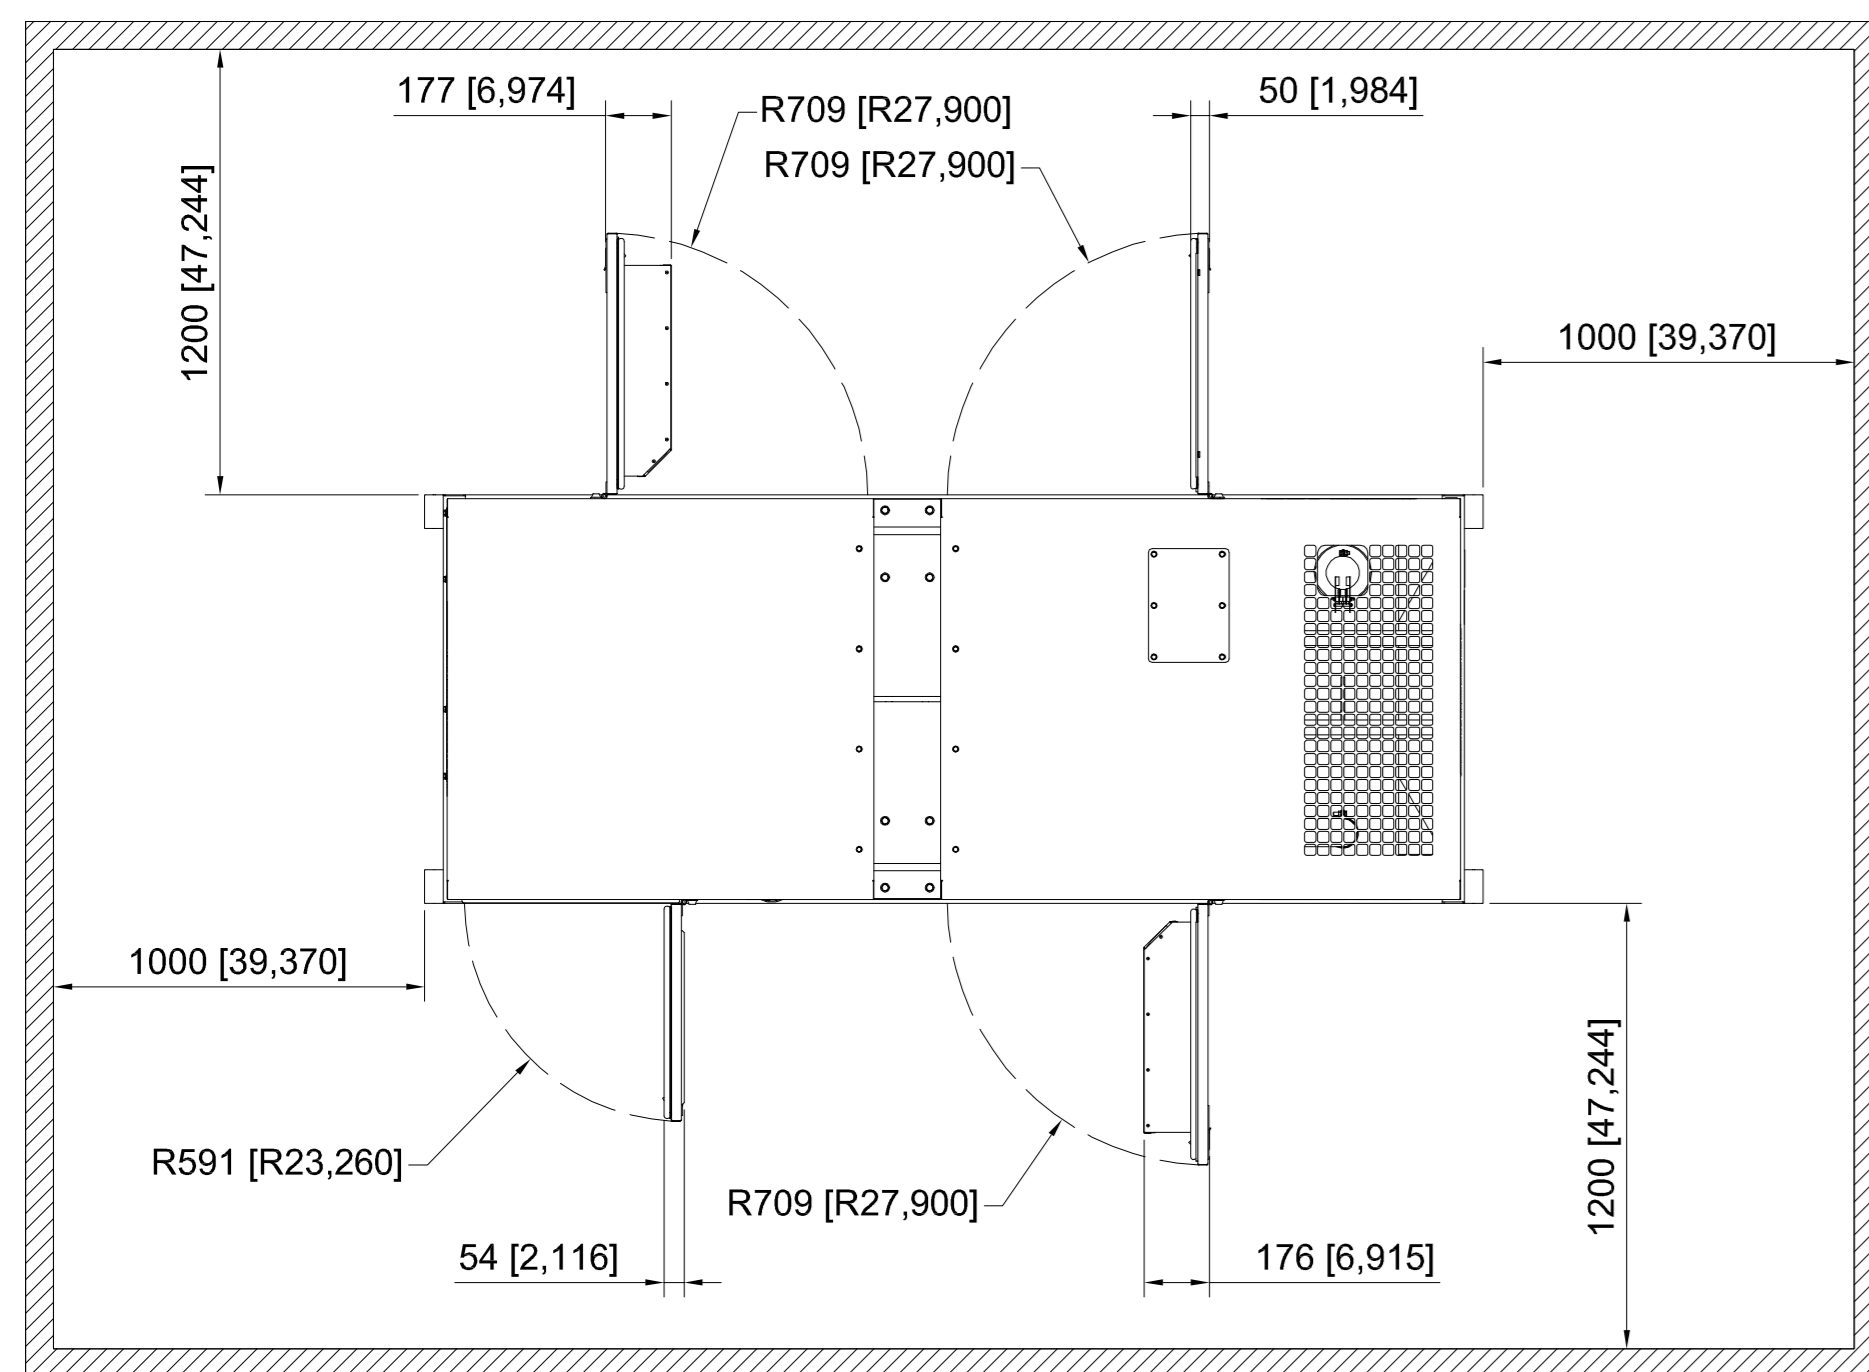 177 [6,974]
50 [1,984]
R709 [R27,900]
R709 [R27,900]
1200 [47,244]
1000 [39,370]
1000 [39,370]
R591 [R23,260]
R709 [R27,900]
1200 [47,244]
54 [2,116]
176 [6,915]